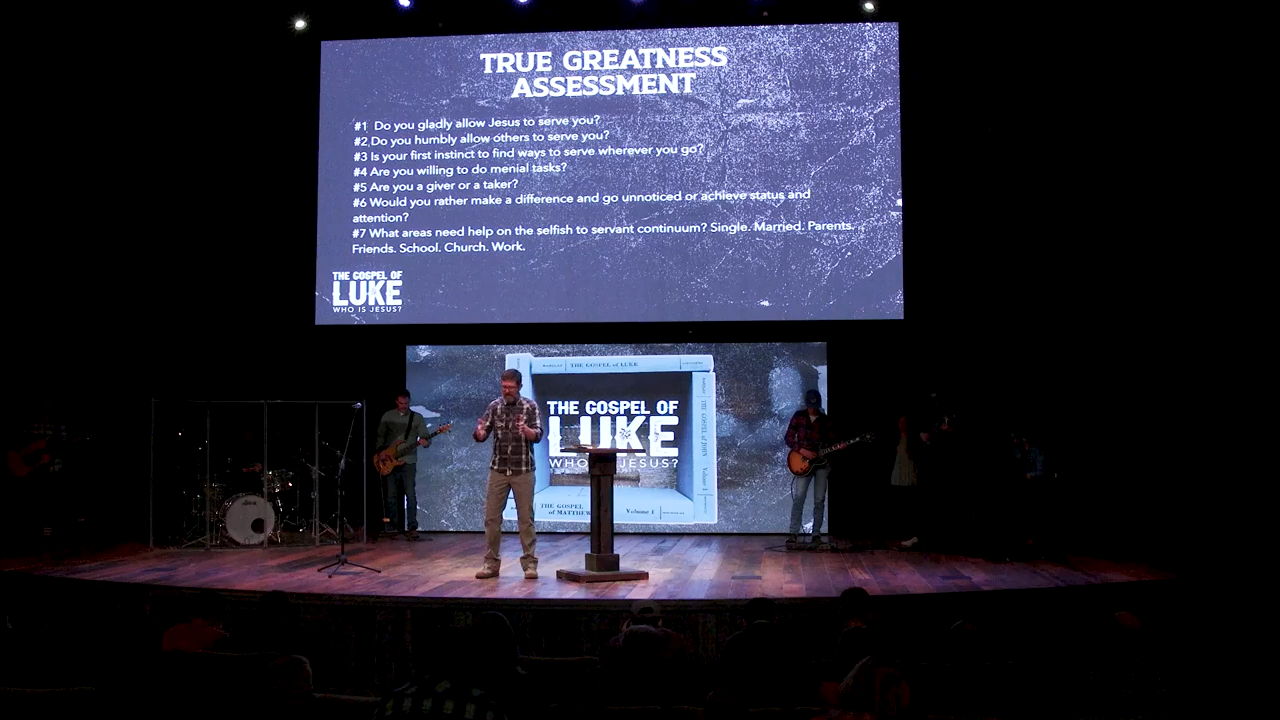 TRUE GREATNESS
ASSESSMENT
#1 Do you gladly allow Jesus to serve you?
#2 Do you humbly allow others to serve you?
#3 Is your first instinct to find ways to serve wherever you go?
#4 Are you willing to do menial tasks?
#5 Are you a giver or a taker?
#6 Would you rather make a difference and go unnoticed or achieve status and
attention?
#7 What areas need help on the selfish to servant continuum? Single. Married. Parents.
Friends. School. Church. Work.
THE GOSPEL OF
LUKE
WHO IS JESUS?
THE GOSPEL of LUKE
THE GOSPEL OF
LUKE
WHO IS JESUS?
THE GOSPEL of JOHN Volume 1
THE GOSPEL
of MATTHEW
Volume 1